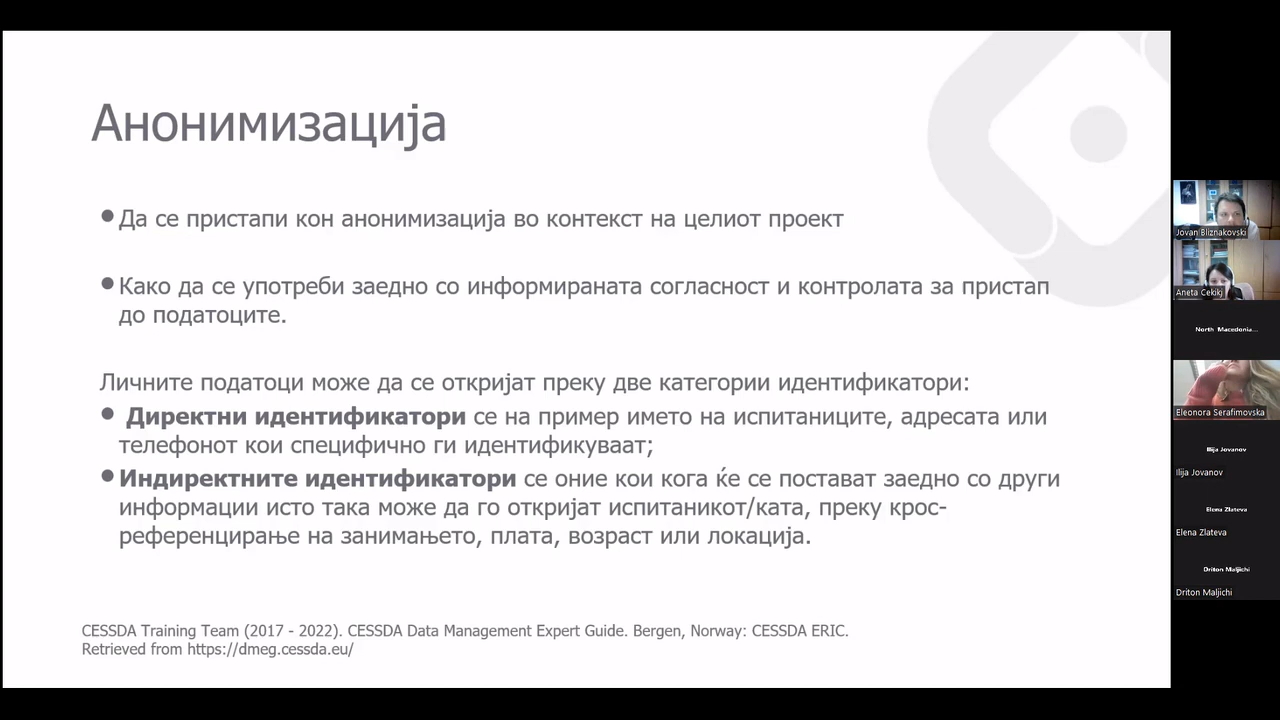 Анонимизација
Да се пристапи кон анонимизација во контекст на целиот проект
Како да се употреби заедно со информираната согласност и контролата за пристап
до податоците.
Личните податоци може да се откријат преку две категории идентификатори:
Директни идентификатори се на пример името на испитаниците, адресата или
телефонот кои специфично ги идентификуваат;
Индиректните идентификатори се оние кои кога ќе се постават заедно со други
информации исто така може да го откријат испитаникот/ката, преку крос-
референцирање на занимањето, плата, возраст или локација.
CESSDA Training Team (2017 - 2022). CESSDA Data Management Expert Guide. Bergen, Norway: CESSDA ERIC.
Retrieved from https://dmeg.cessda.eu/
Jovan Bliznakovski
Aneta Cekikj
North Macedonia...
Eleonora Serafimovska
Ilija Jovanov
Ilija Jovanov
Elena Zlateva
Elena Zlateva
Driton Maljichi
Driton Maljichi